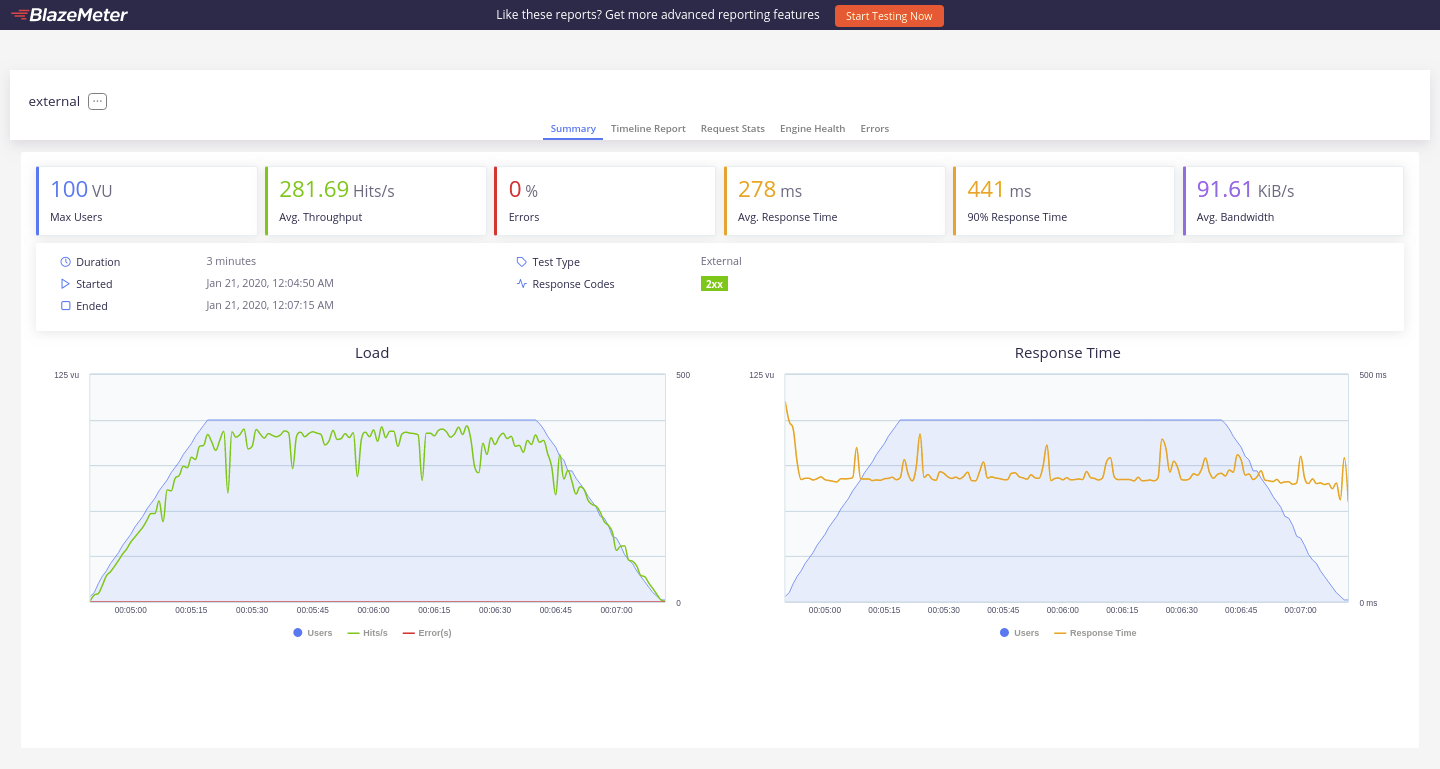 BlazeMeter
Like these reports? Get more advanced reporting features
Start Testing Now
external
Summary Timeline Report Request Stats Engine Health Errors
100 VU
Max Users
281.69 Hits/s
Avg. Throughput
0 %
Errors
278 ms
Avg. Response Time
441 ms
90% Response Time
91.61 KiB/s
Avg. Bandwidth
Duration 3 minutes
Started Jan 21, 2020, 12:04:50 AM
Ended Jan 21, 2020, 12:07:15 AM
Test Type External
Response Codes 2xx
Load
125 vu
500
0
00:05:00 00:05:15 00:05:30 00:05:45 00:06:00 00:06:15 00:06:30 00:06:45 00:07:00
Users Hits/s Error(s)
Response Time
125 vu
500 ms
0 ms
00:05:00 00:05:15 00:05:30 00:05:45 00:06:00 00:06:15 00:06:30 00:06:45 00:07:00
Users Response Time